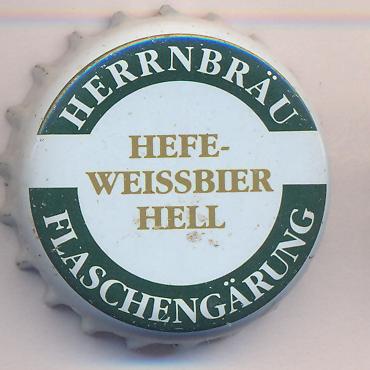 HERRNBRÄU
HEFE-
WEISSBIER
HELL
FLASCHENGÄRUNG